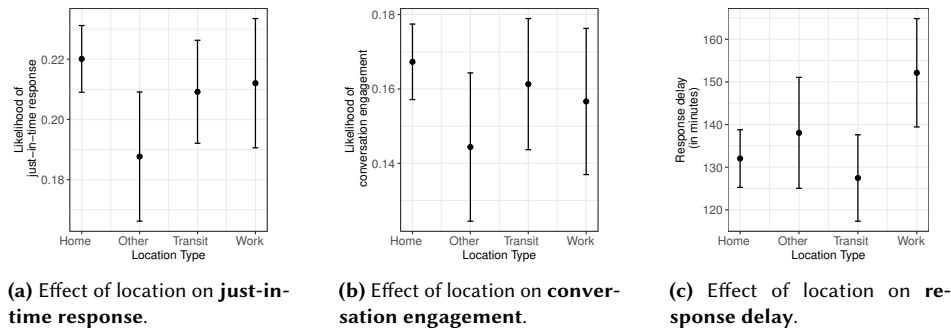 0.22
0.20
0.18
Likelihood of
just-in-time response
Home Other Transit Work
Location Type
0.18
0.16
0.14
Likelihood of
conversation engagement
Home Other Transit Work
Location Type
160
150
140
130
120
Response delay
(in minutes)
Home Other Transit Work
Location Type
(a) Effect of location on just-in-
time response.
(b) Effect of location on conver-
sation engagement.
(c) Effect of location on re-
sponse delay.